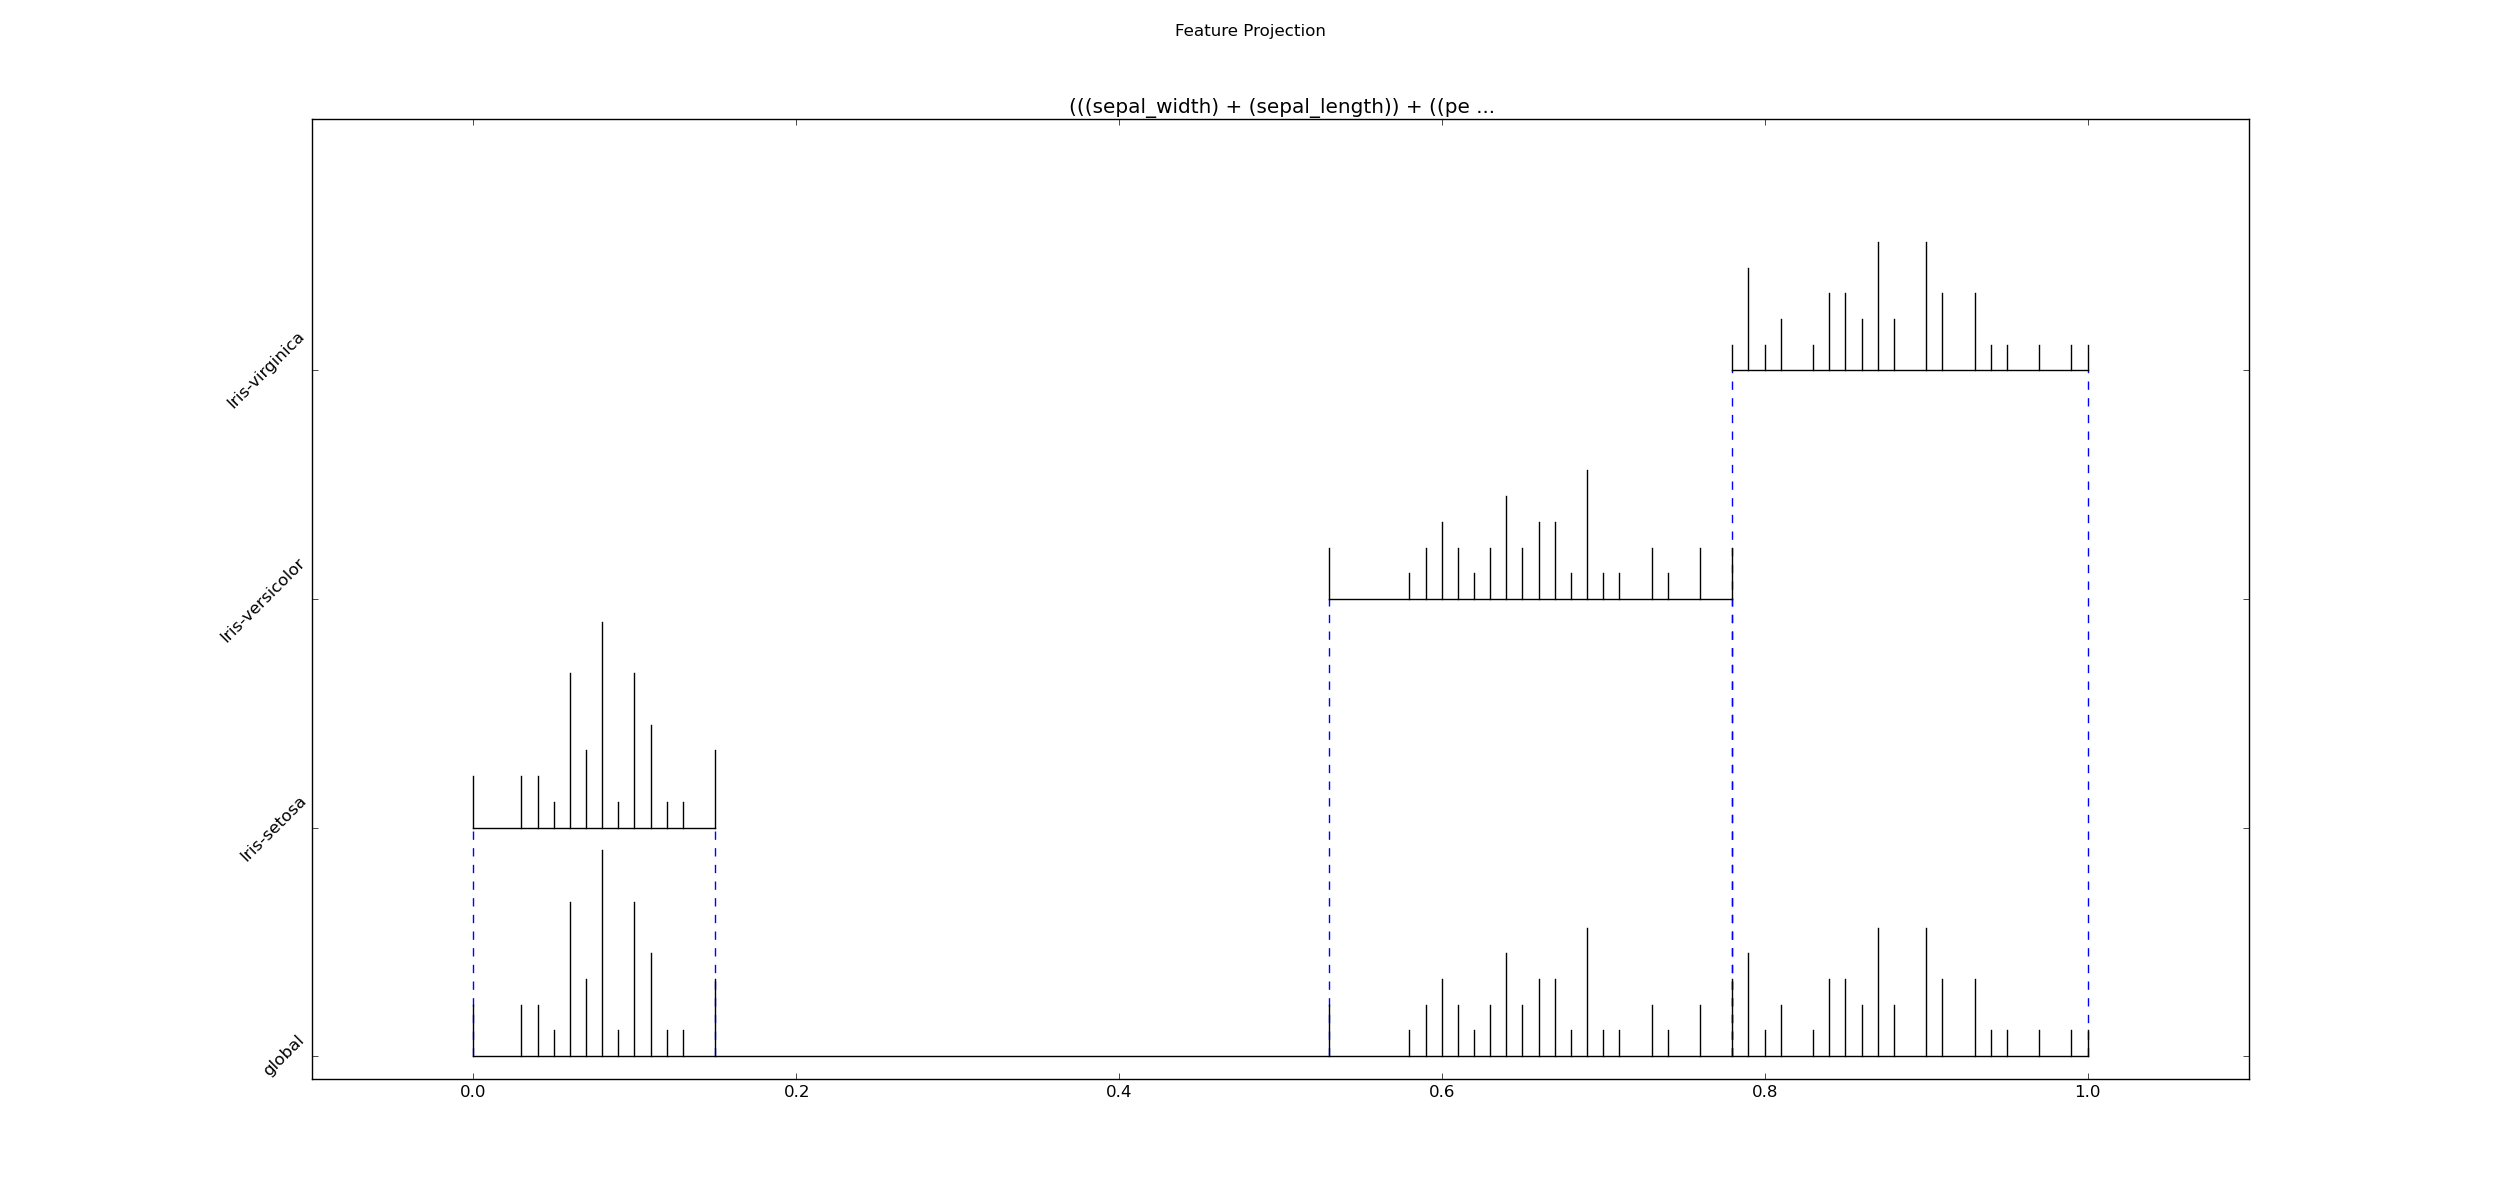 Feature Projection
(((sepal_width) + (sepal_length)) + ((pe ...
Iris-virginica
Iris-versicolor
Iris-setosa
global
0.0 0.2 0.4 0.6 0.8 1.0